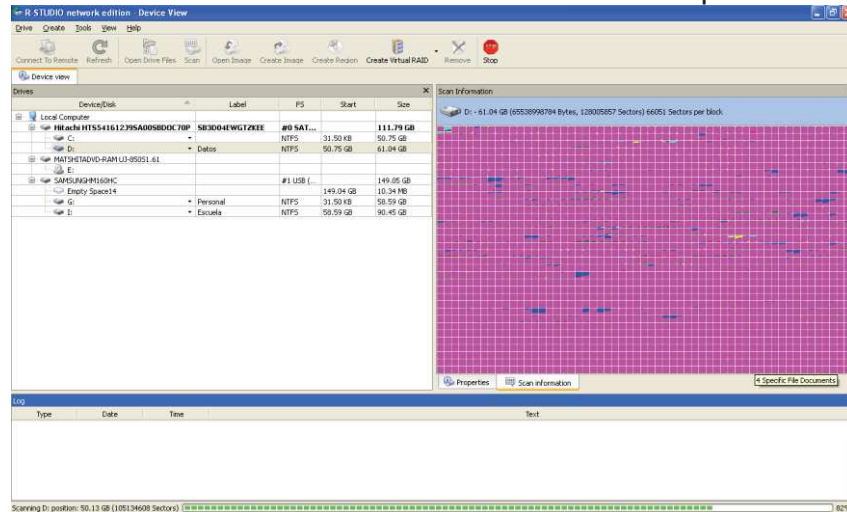 R-STUDIO network edition - Device View
Drive Create Tools View Help
Connect To Remote Refresh Open Drive Files Scan Open Image Create Image Create Region Create Virtual RAID Remove Stop
Device view
Drives
Scan Information
Device/Disk Label FS Start Size
D: - 61.04 GB (65538998784 Bytes, 128005857 Sectors) 66051 Sectors per block
Local Computer
#0 SAT... 111.79 GB
C: NTFS 31.50 KB 50.75 GB
D: Datos NTFS 50.75 GB 61.04 GB
MATSHITADVD-RAM UJ-85051.61
E:
SAMSUNGHM160HC #1 USB (... 149.05 GB
Empty Space14 149.04 GB 10.34 MB
G: Personal NTFS 31.50 KB 58.59 GB
I: Escuela NTFS 58.59 GB 90.45 GB
Properties Scan information
4 Specific File Documents
Log
Type Date Time Text
Scanning D: position: 50.13 GB (105134608 Sectors) 82%